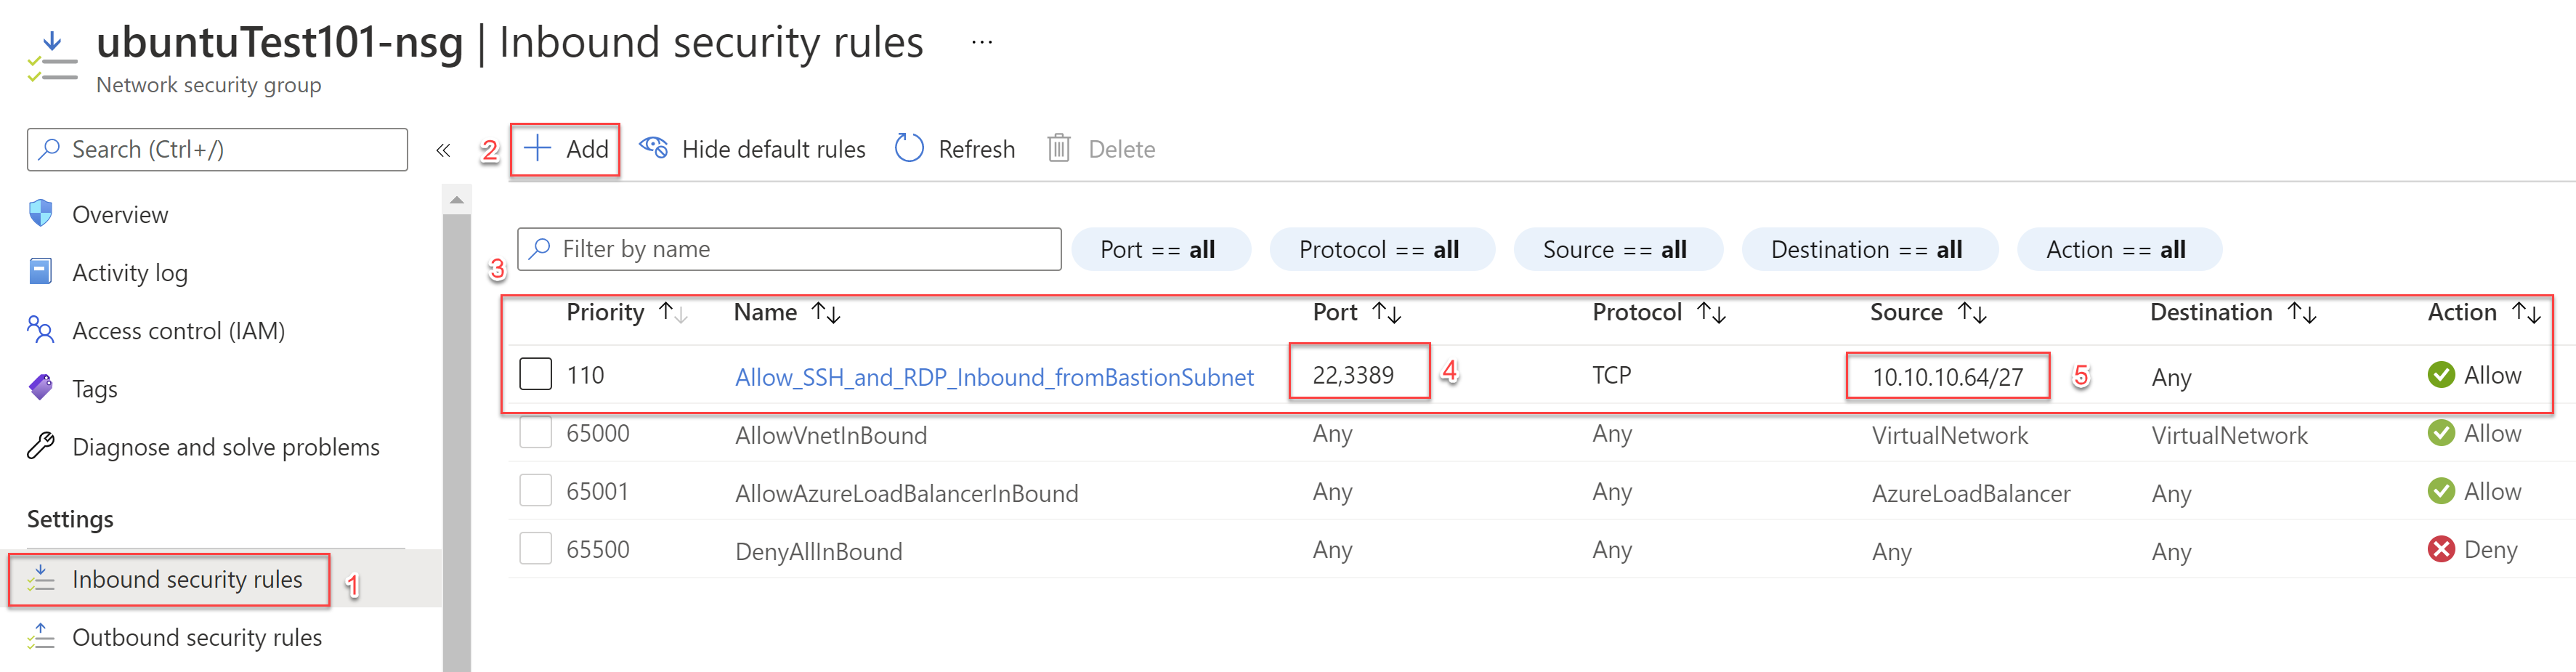 ubuntuTest101-nsg | Inbound security rules ...
Network security group
Search (Ctrl+/) «
2 Add Hide default rules Refresh Delete
Overview
Activity log
Access control (IAM)
Tags
Diagnose and solve problems
Settings
Inbound security rules 1
Outbound security rules
Filter by name Port == all Protocol == all Source == all Destination == all Action == all
3
Priority Name Port Protocol Source Destination Action
110 Allow_SSH_and_RDP_Inbound_fromBastionSubnet 22,3389 4 TCP 10.10.10.64/27 5 Any Allow
65000 AllowVnetInBound Any Any VirtualNetwork VirtualNetwork Allow
65001 AllowAzureLoadBalancerInBound Any Any AzureLoadBalancer Any Allow
65500 DenyAllInBound Any Any Any Any Deny